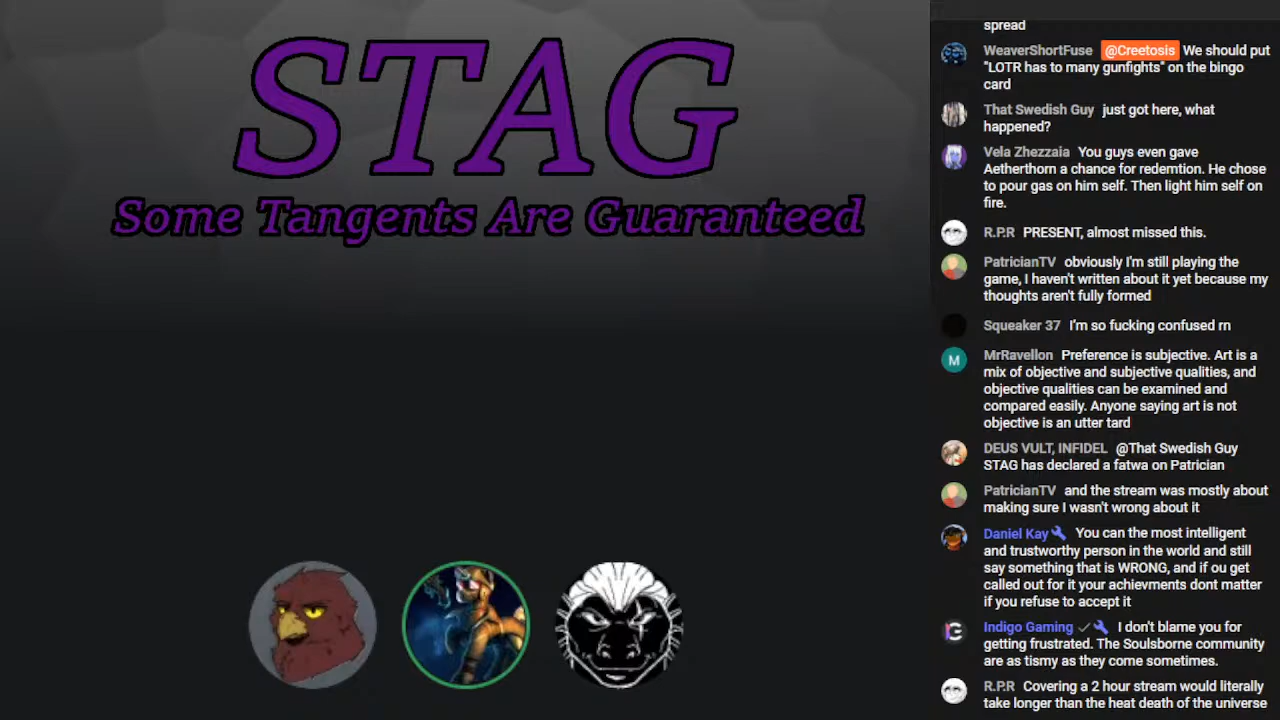 STAG
Some Tangents Are Guaranteed
spread
WeaverShortFuse @Creetosis We should put
"LOTR has to many gunfights" on the bingo
card
That Swedish Guy just got here, what
happened?
Vela Zhezzaia You guys even gave
Aetherthorn a chance for redemtion. He chose
to pour gas on him self. Then light him self on
fire.
R.P.R PRESENT, almost missed this.
PatricianTV obviously I'm still playing the
game, I haven't written about it yet because my
thoughts aren't fully formed
Squeaker 37 I'm so fucking confused rn
M
MrRavellon Preference is subjective. Art is a
mix of objective and subjective qualities, and
objective qualities can be examined and
compared easily. Anyone saying art is not
objective is an utter tard
DEUS VULT, INFIDEL @That Swedish Guy
STAG has declared a fatwa on Patrician
PatricianTV and the stream was mostly about
making sure I wasn't wrong about it
Daniel Kay You can the most intelligent
and trustworthy person in the world and still
say something that is WRONG, and if ou get
called out for it your achievments dont matter
if you refuse to accept it
Indigo Gaming I don't blame you for
getting frustrated. The Soulsborne community
are as tismy as they come sometimes.
R.P.R Covering a 2 hour stream would literally
take longer than the heat death of the universe